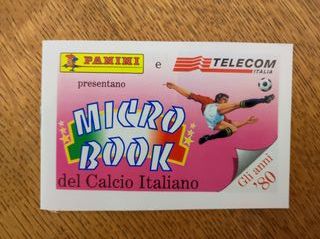 PANINI e TELECOM
ITALIA
presentano
MICRO
BOOK
del Calcio Italiano
Gli anni
'80